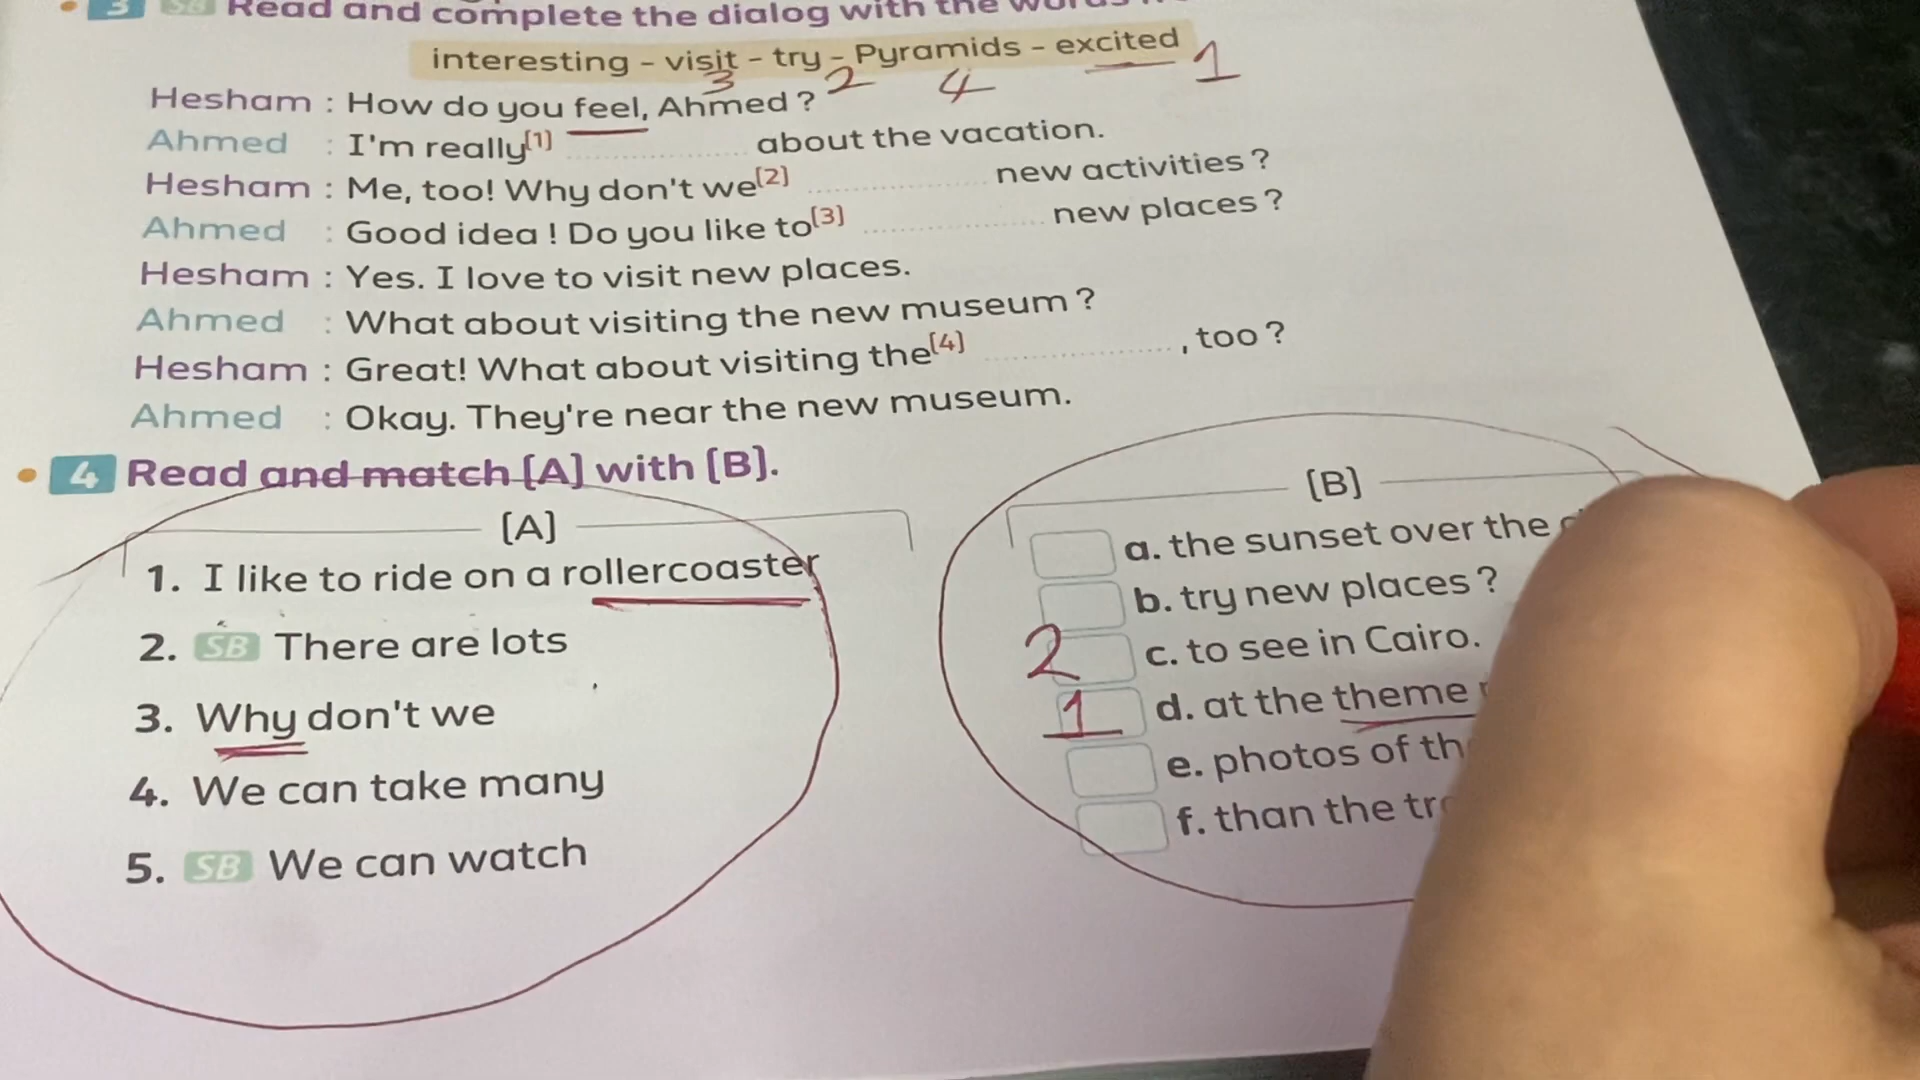 3 SB Read and complete the dialog with the
interesting - visit - try - Pyramids - excited
3 2 4 1
Hesham : How do you feel, Ahmed ?
Ahmed : I'm really [1] about the vacation.
Hesham : Me, too! Why don't we [2] new activities ?
Ahmed : Good idea ! Do you like to [3] new places ?
Hesham : Yes. I love to visit new places.
Ahmed : What about visiting the new museum ?
Hesham : Great! What about visiting the [4] , too ?
Ahmed : Okay. They're near the new museum.
4 Read and match [A] with [B].
[A]
1. I like to ride on a rollercoaster
2. SB There are lots
3. Why don't we
4. We can take many
5. SB We can watch
[B]
a. the sunset over the
b. try new places ?
2 c. to see in Cairo.
1 d. at the theme
e. photos of
f. than the